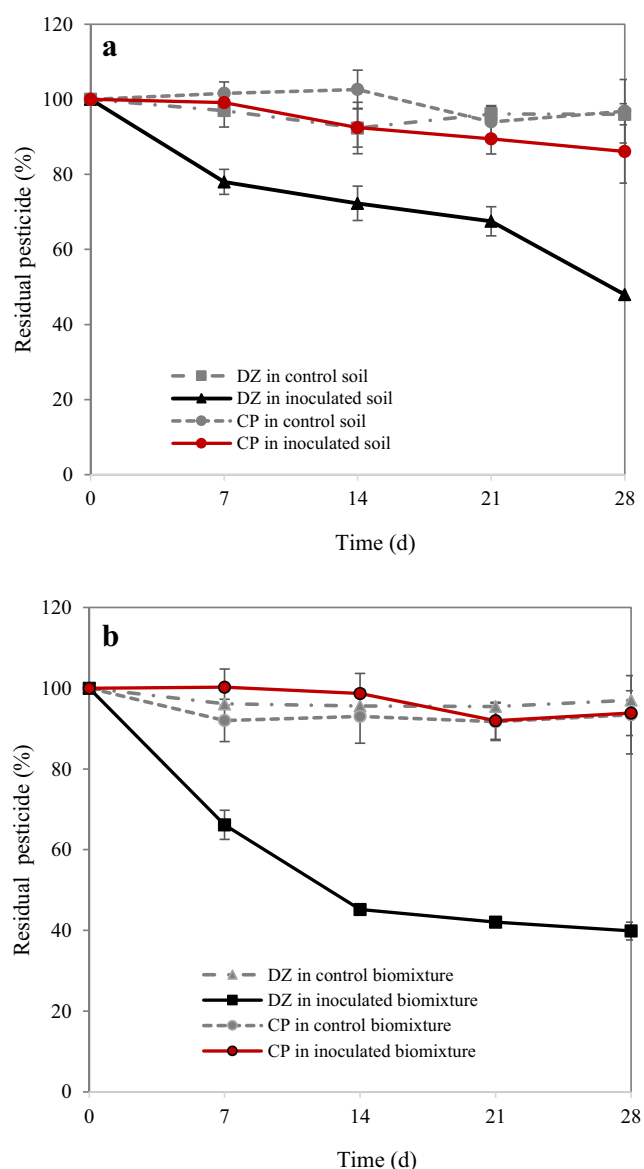 120
a
100
80
60
40
20
0
Residual pesticide (%)
DZ in control soil
DZ in inoculated soil
CP in control soil
CP in inoculated soil
0 7 14 21 28
Time (d)
120
b
100
80
60
40
20
0
Residual pesticide (%)
DZ in control biomixture
DZ in inoculated biomixture
CP in control biomixture
CP in inoculated biomixture
0 7 14 21 28
Time (d)